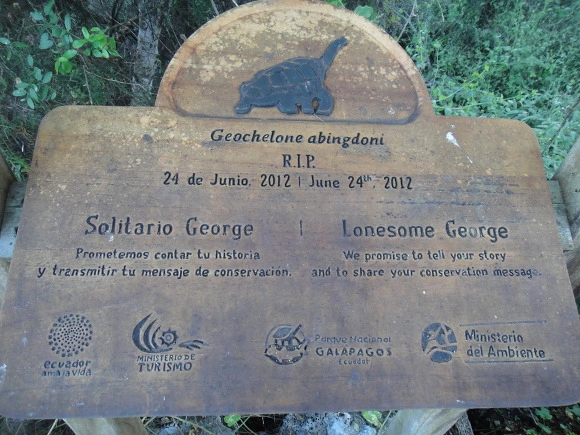 Geochelone abingdoni
R.I.P.
24 de Junio, 2012 | June 24th, 2012
Solitario George | Lonesome George
Prometemos contar tu historia
y transmitir tu mensaje de conservación.
We promise to tell your story
and to share your conservation message.
ecuador
ama la vida
MINISTERIO DE
TURISMO
Parque Nacional
GALÁPAGOS
Ecuador
Ministerio
del Ambiente